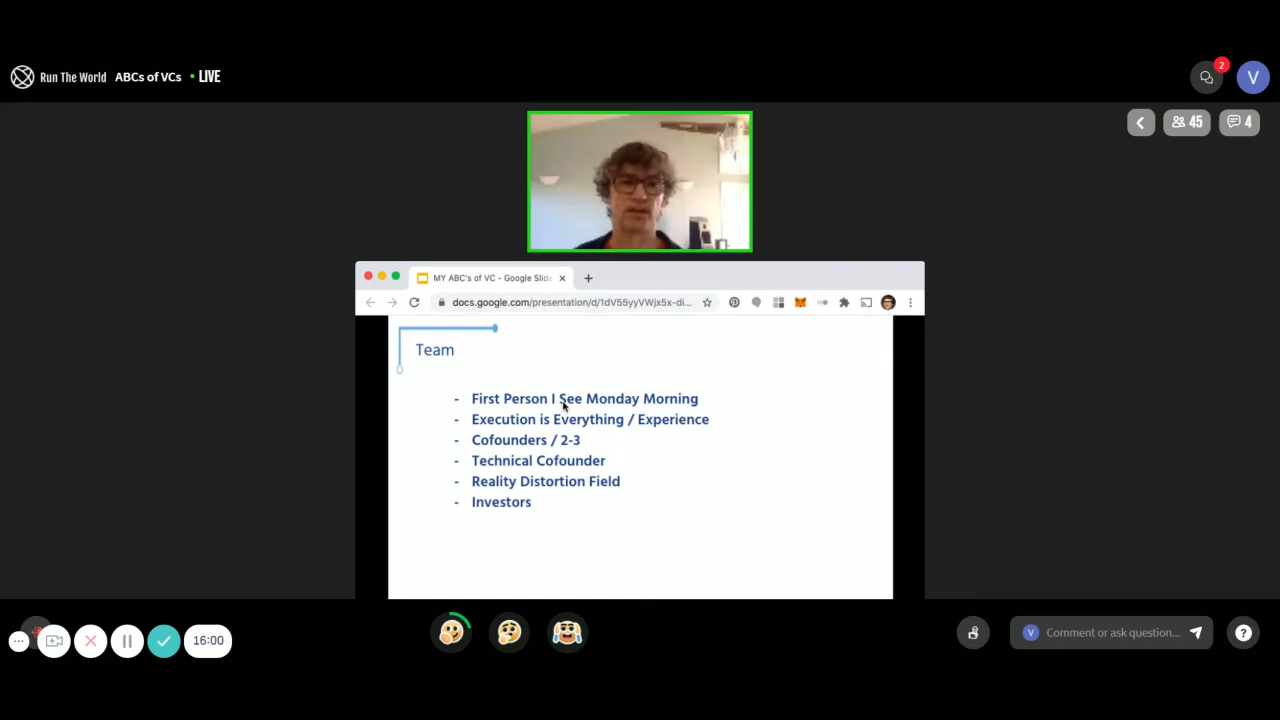 Run The World ABCs of VCs • LIVE
2
V
45
4
MY ABC's of VC - Google Slide
docs.google.com/presentation/d/1dV55yyVWjx5x-di...
Team
- First Person I See Monday Morning
- Execution is Everything / Experience
- Cofounders / 2-3
- Technical Cofounder
- Reality Distortion Field
- Investors
16:00
V Comment or ask question...
?